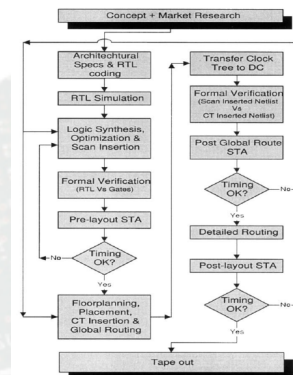 Concept + Market Research
Architechtural
Specs & RTL
coding
RTL Simulation
Logic Synthesis,
Optimization &
Scan Insertion
Formal Verification
(RTL Vs Gates)
Pre-layout STA
Timing
OK?
No
Yes
Floorplanning,
Placement,
CT Insertion &
Global Routing
Transfer Clock
Tree to DC
Formal Verification
(Scan Inserted Netlist
Vs
CT Inserted Netlist)
Post Global Route
STA
Timing
OK?
No
Yes
Detailed Routing
Post-layout STA
Timing
OK?
No
Yes
Tape out